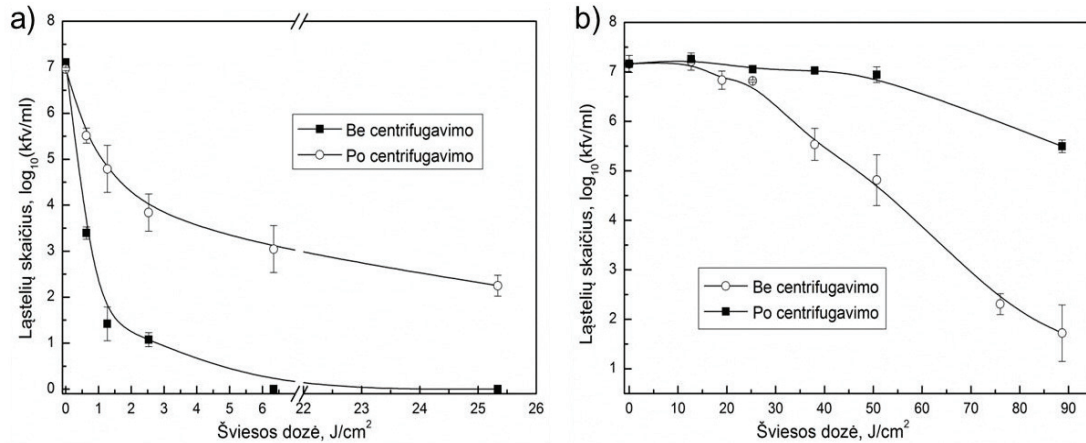 a)
8
7
6
5
4
3
2
1
0
Ląstelių skaičius, log10(kfv/ml)
Be centrifugavimo
Po centrifugavimo
0 1 2 3 4 5 6 7 22 23 24 25 26
Šviesos dozė, J/cm2
b)
8
7
6
5
4
3
2
1
Ląstelių skaičius, log10(kfv/ml)
Be centrifugavimo
Po centrifugavimo
0 10 20 30 40 50 60 70 80 90
Šviesos dozė, J/cm2